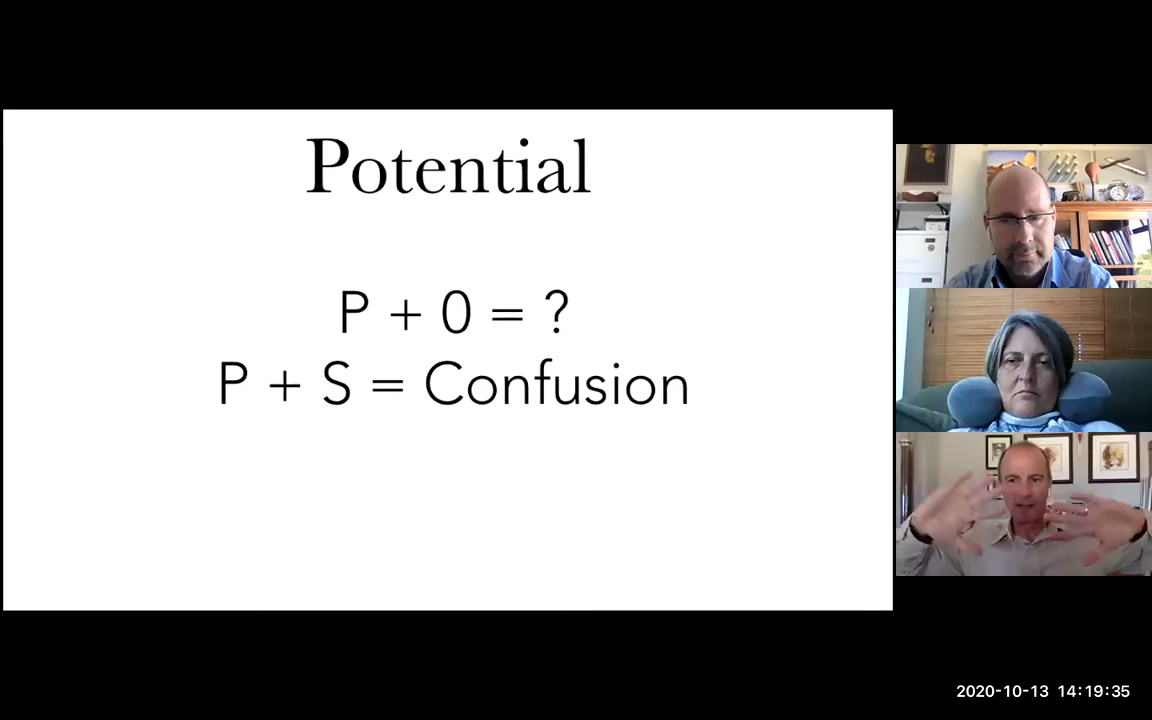 Potential
P + 0 = ?
P + S = Confusion
2020-10-13 14:19:35